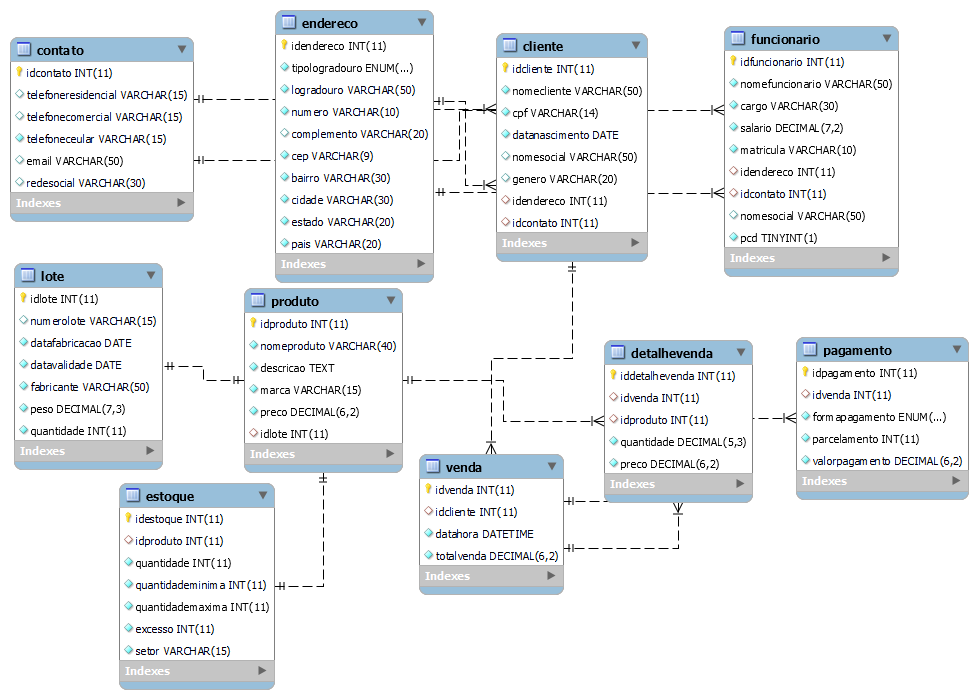 contato
idcontato INT(11)
telefoneresidencial VARCHAR(15)
telefonecomercial VARCHAR(15)
telefoneceular VARCHAR(15)
email VARCHAR(50)
redesocial VARCHAR(30)
Indexes
endereco
idendereco INT(11)
tipologradouro ENUM(...)
logradouro VARCHAR(50)
numero VARCHAR(10)
complemento VARCHAR(20)
cep VARCHAR(9)
bairro VARCHAR(30)
cidade VARCHAR(30)
estado VARCHAR(20)
pais VARCHAR(20)
Indexes
cliente
idcliente INT(11)
nomecliente VARCHAR(50)
cpf VARCHAR(14)
datanascimento DATE
nomesocial VARCHAR(50)
genero VARCHAR(20)
idendereco INT(11)
idcontato INT(11)
Indexes
funcionario
idfuncionario INT(11)
nomefuncionario VARCHAR(50)
cargo VARCHAR(30)
salario DECIMAL(7,2)
matricula VARCHAR(10)
idendereco INT(11)
idcontato INT(11)
nomesocial VARCHAR(50)
pcd TINYINT(1)
Indexes
lote
idlote INT(11)
numerolote VARCHAR(15)
datafabricacao DATE
datavalidade DATE
fabricante VARCHAR(50)
peso DECIMAL(7,3)
quantidade INT(11)
Indexes
produto
idproduto INT(11)
nomeproduto VARCHAR(40)
descricao TEXT
marca VARCHAR(15)
preco DECIMAL(6,2)
idlote INT(11)
Indexes
detalhevenda
iddetalhevenda INT(11)
idvenda INT(11)
idproduto INT(11)
quantidade DECIMAL(5,3)
preco DECIMAL(6,2)
Indexes
pagamento
idpagamento INT(11)
idvenda INT(11)
formapagamento ENUM(...)
parcelamento INT(11)
valorpagamento DECIMAL(6,2)
Indexes
estoque
idestoque INT(11)
idproduto INT(11)
quantidade INT(11)
quantidademinima INT(11)
quantidademaxima INT(11)
excesso INT(11)
setor VARCHAR(15)
Indexes
venda
idvenda INT(11)
idcliente INT(11)
datahora DATETIME
totalvenda DECIMAL(6,2)
Indexes